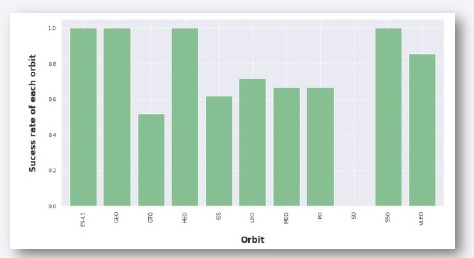 Sucess rate of each orbit
1.0
0.8
0.6
0.4
0.2
0.0
ES-L1
GEO
GTO
HEO
ISS
LEO
MEO
PO
SO
SSO
VLEO
Orbit